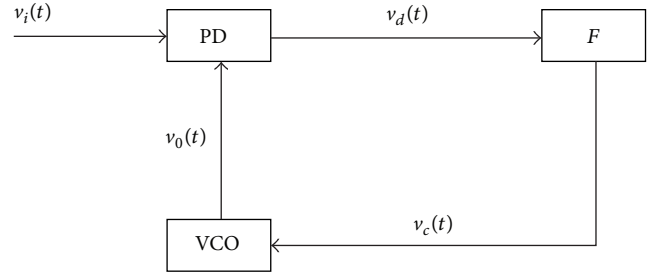 v_i(t)
PD
v_d(t)
F
v_0(t)
VCO
v_c(t)